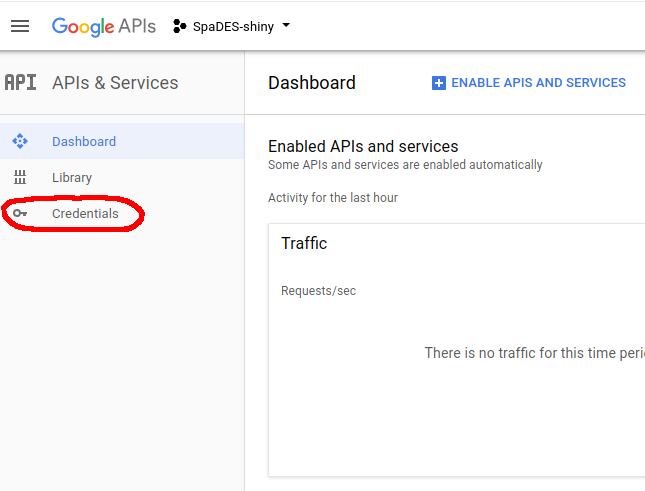 Google APIs SpaDES-shiny
API APIs & Services
Dashboard ENABLE APIS AND SERVICES
Dashboard
Library
Credentials
Enabled APIs and services
Some APIs and services are enabled automatically
Activity for the last hour
Traffic
Requests/sec
There is no traffic for this time peri